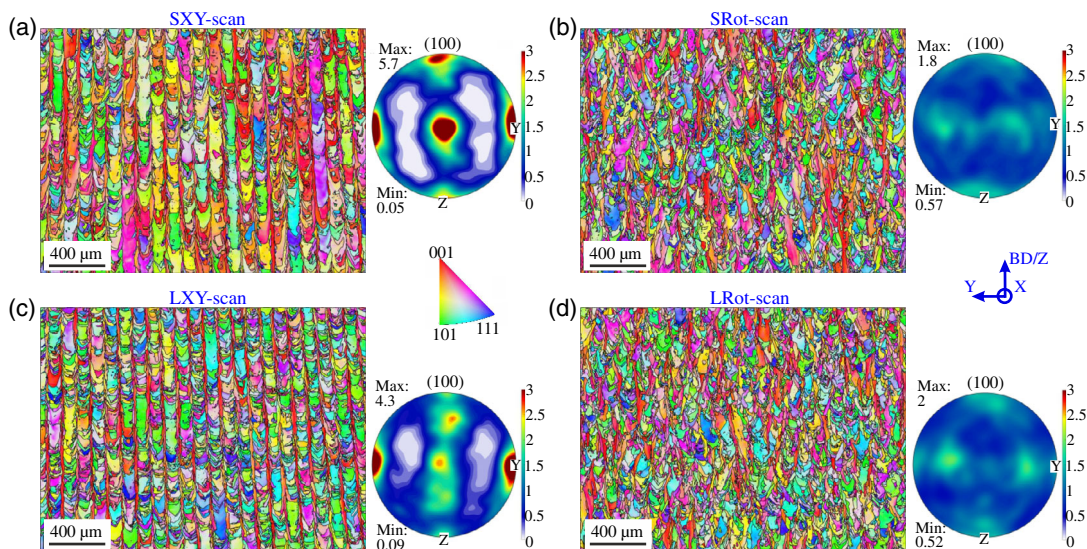 (a)
SXY-scan
Max:
5.7
(100)
3
2.5
2
1.5
1
0.5
0
Y
Min:
0.05
Z
400 µm
(b)
SRot-scan
Max:
1.8
(100)
3
2.5
2
1.5
1
0.5
0
Y
Min:
0.57
Z
400 µm
001
101
111
BD/Z
Y
X
(c)
LXY-scan
Max:
4.3
(100)
3
2.5
2
1.5
1
0.5
0
Y
Min:
0.09
Z
400 µm
(d)
LRot-scan
Max:
2
(100)
3
2.5
2
1.5
1
0.5
0
Y
Min:
0.52
Z
400 µm